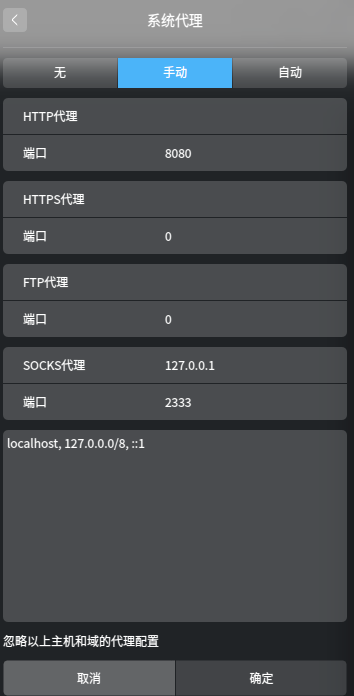 系统代理
无 手动 自动
HTTP代理
端口 8080
HTTPS代理
端口 0
FTP代理
端口 0
SOCKS代理 127.0.0.1
端口 2333
localhost, 127.0.0.0/8, ::1
忽略以上主机和域的代理配置
取消 确定